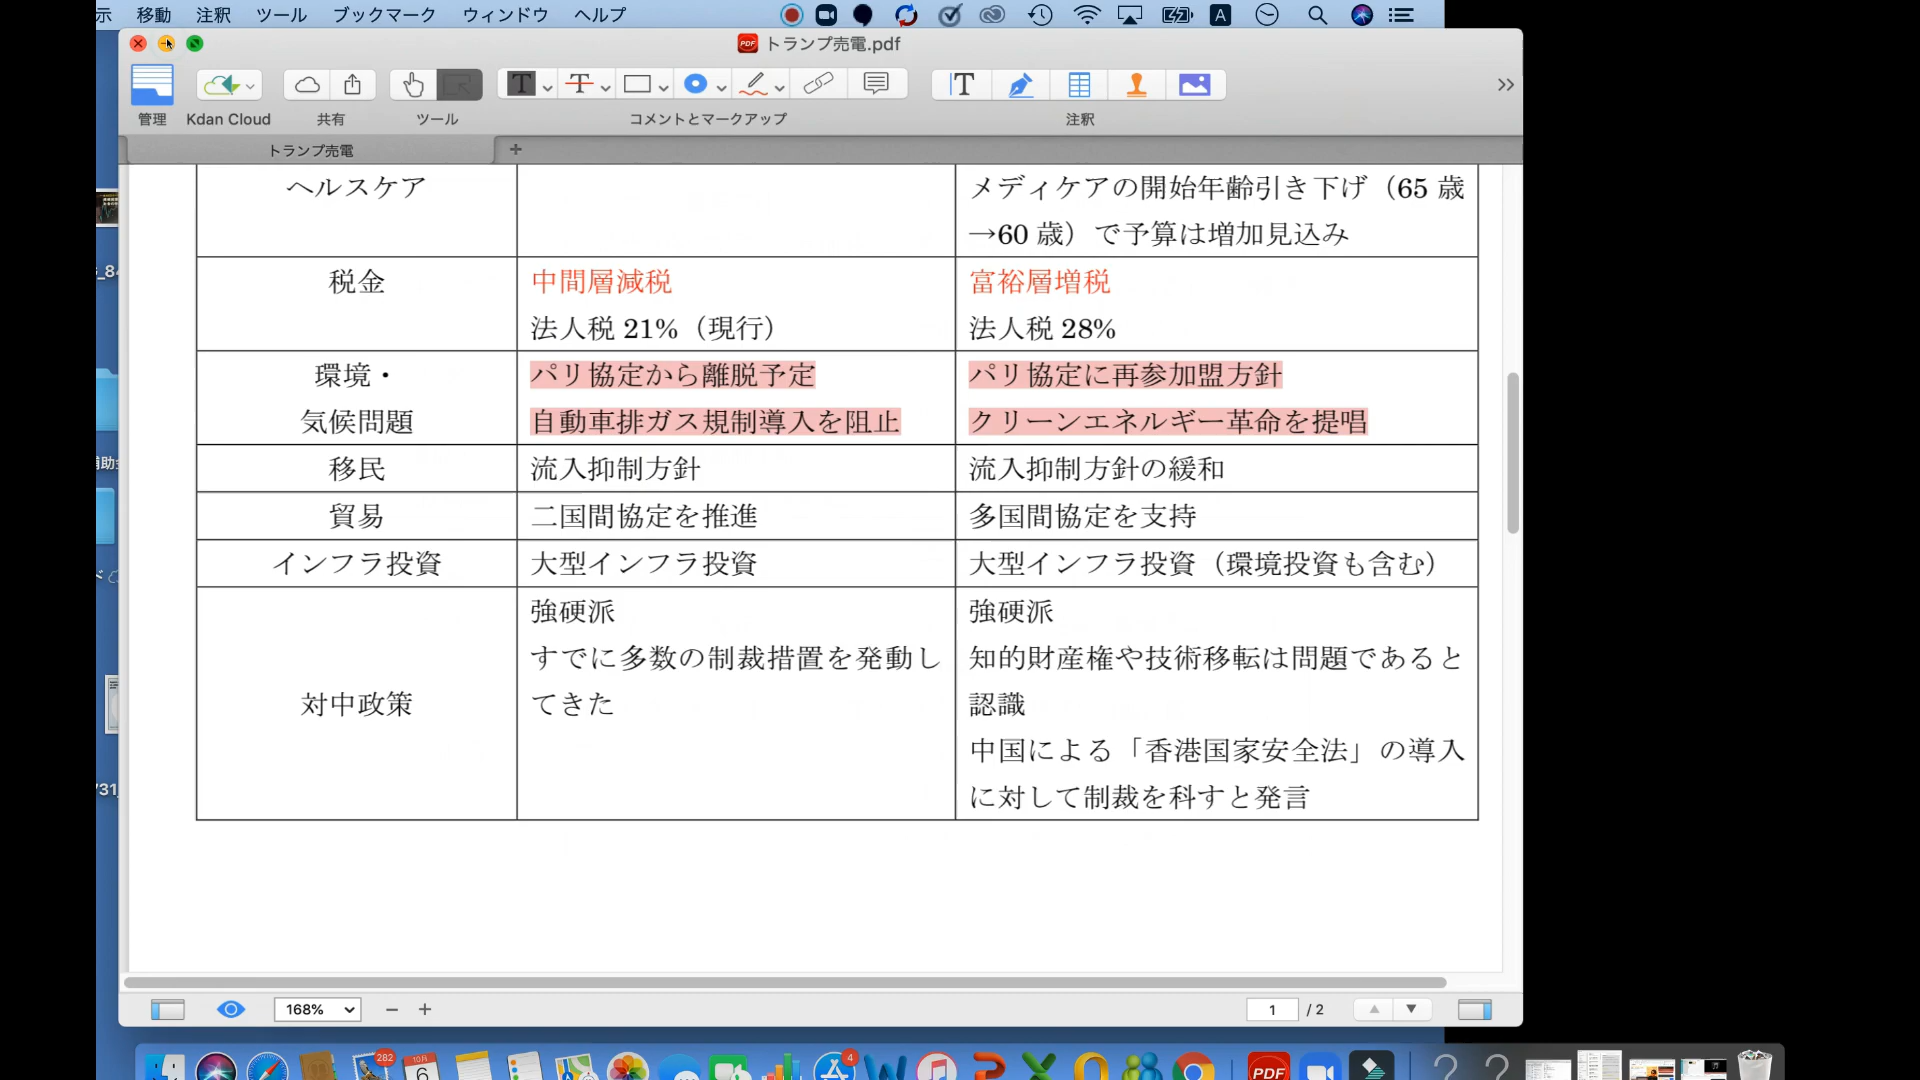 示 移動 注釈 ツール ブックマーク ウィンドウ ヘルプ A
PDF トランプ売電.pdf
T T T
管理 Kdan Cloud 共有 ツール コメントとマークアップ 注釈
トランプ売電 +
ヘルスケア メディケアの開始年齢引き下げ（65 歳
→60 歳）で予算は増加見込み
税金 中間層減税 富裕層増税
法人税 21%（現行） 法人税 28%
環境・ パリ協定から離脱予定 パリ協定に再参加盟方針
気候問題 自動車排ガス規制導入を阻止 クリーンエネルギー革命を提唱
移民 流入抑制方針 流入抑制方針の緩和
貿易 二国間協定を推進 多国間協定を支持
インフラ投資 大型インフラ投資 大型インフラ投資（環境投資も含む）
強硬派 強硬派
すでに多数の制裁措置を発動し 知的財産権や技術移転は問題であると
対中政策 てきた 認識
中国による「香港国家安全法」の導入
に対して制裁を科すと発言
168% − + 1 / 2
282 10月 6 4 PDF